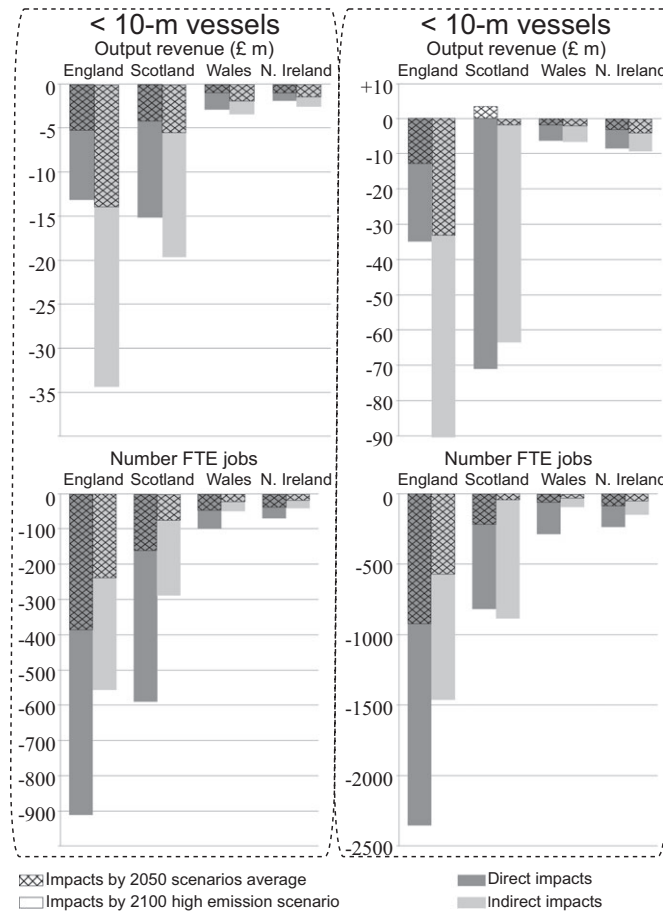 < 10-m vessels
Output revenue (£ m)
England Scotland Wales N. Ireland
0
-5
-10
-15
-20
-25
-30
-35
Number FTE jobs
England Scotland Wales N. Ireland
0
-100
-200
-300
-400
-500
-600
-700
-800
-900
< 10-m vessels
Output revenue (£ m)
England Scotland Wales N. Ireland
+10
0
-10
-20
-30
-40
-50
-60
-70
-80
-90
Number FTE jobs
England Scotland Wales N. Ireland
0
-500
-1000
-1500
-2000
-2500
Impacts by 2050 scenarios average
Impacts by 2100 high emission scenario
Direct impacts
Indirect impacts